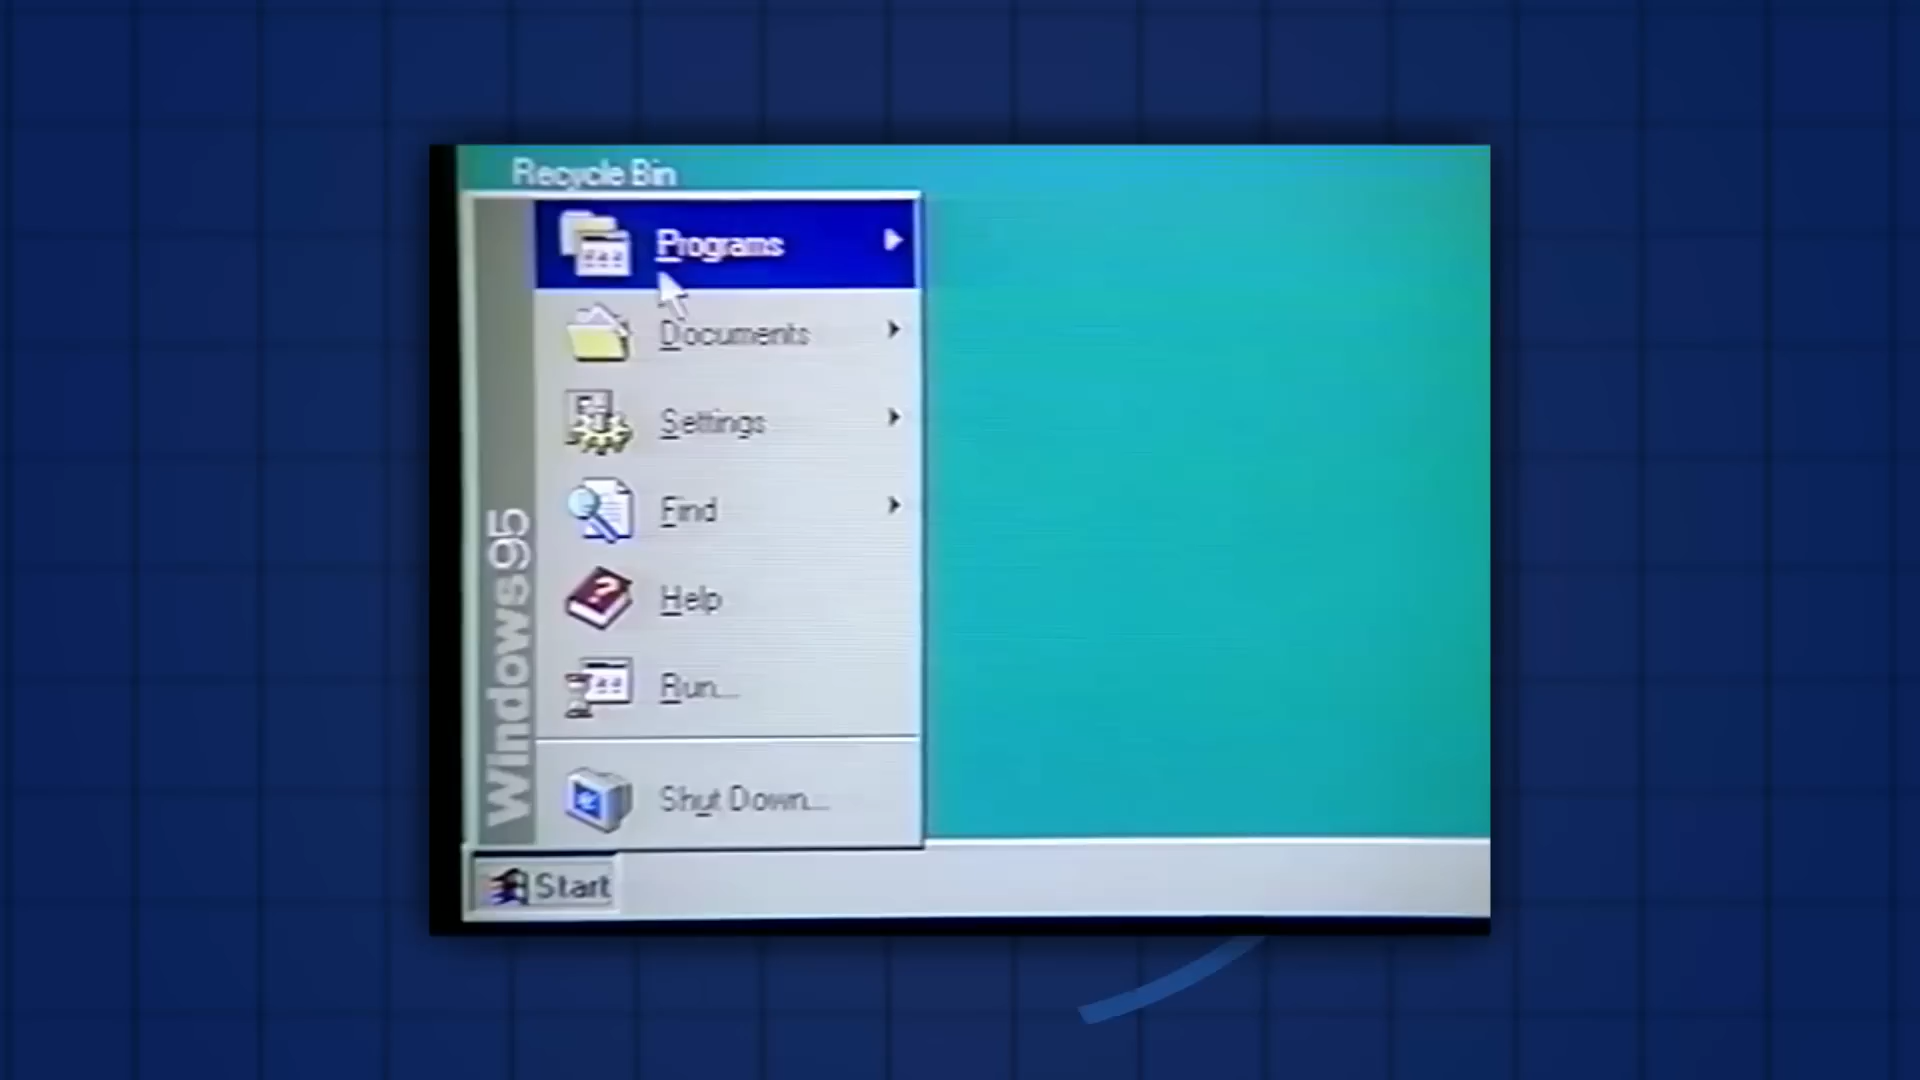 Recycle Bin
Programs
Documents
Settings
Find
Help
Run...
Shut Down...
Windows95
Start